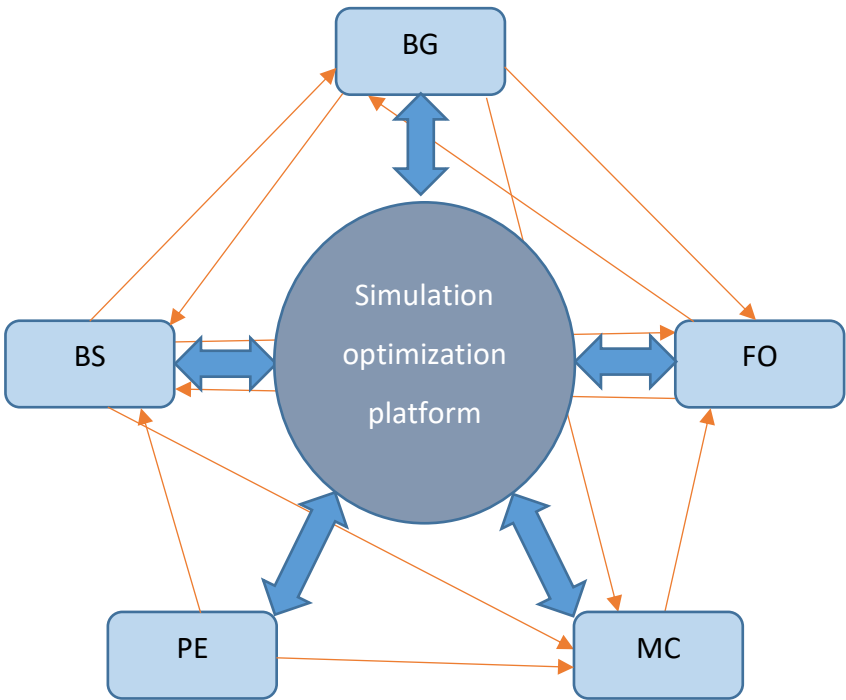 BG
Simulation
optimization
platform
BS
FO
PE
MC